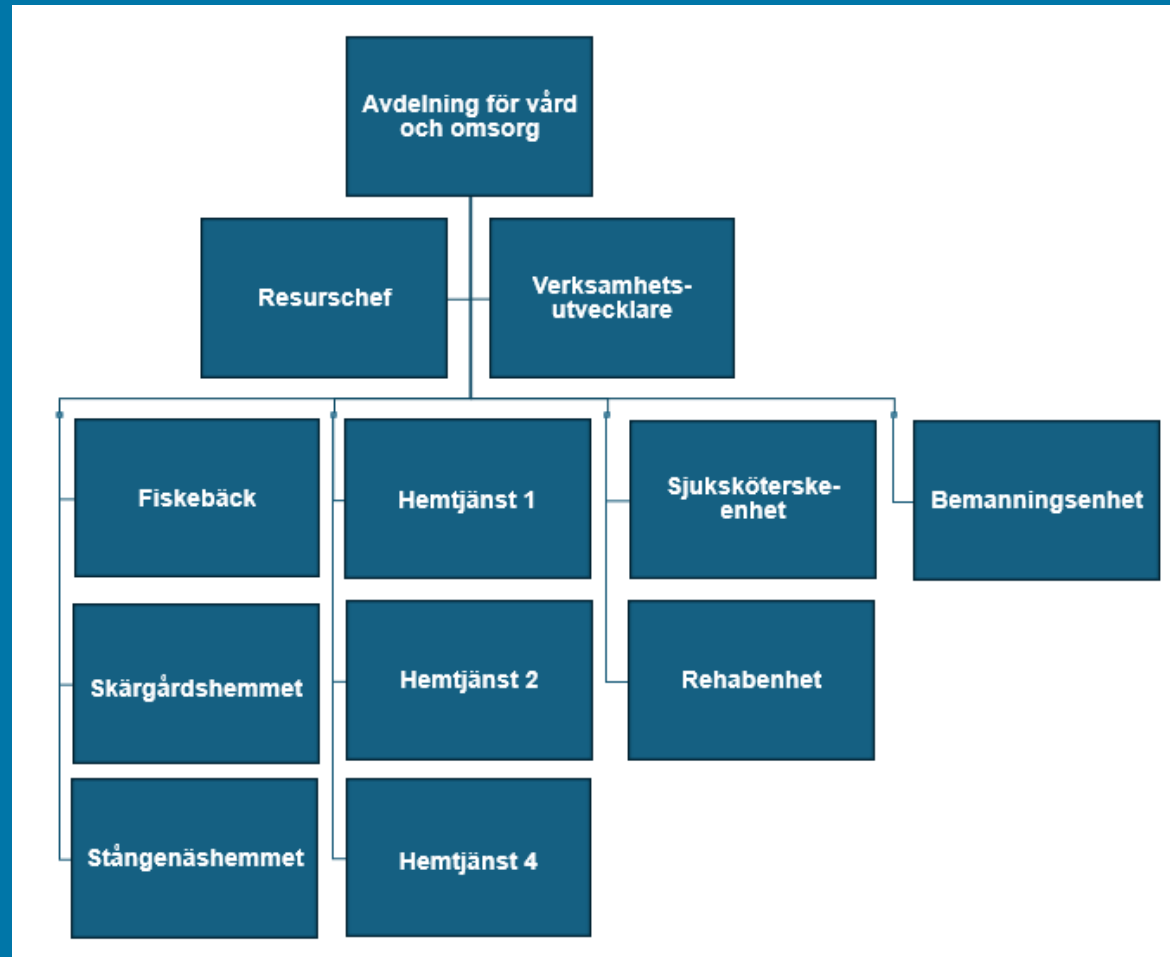 Avdelning för vård
och omsorg
Resurschef
Verksamhets-
utvecklare
Fiskebäck
Hemtjänst 1
Sjuksköterske-
enhet
Bemanningsenhet
Skärgårdshemmet
Hemtjänst 2
Rehabenhet
Stångenäshemmet
Hemtjänst 4